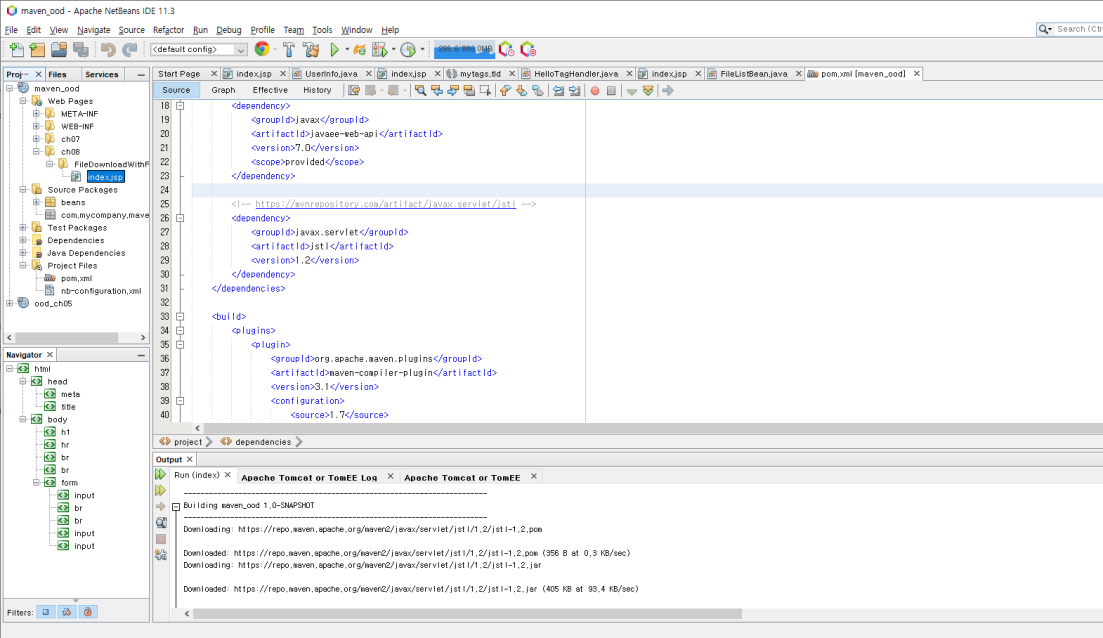 maven_ood - Apache NetBeans IDE 11.3
File Edit View Navigate Source Refactor Run Debug Profile Team Tools Window Help
Search (Ctr
<default config>
Proj... Files Services
maven_ood
Web Pages
META-INF
WEB-INF
ch07
ch08
FileDownloadWithF
index.jsp
Source Packages
beans
com.mycompany.mave
Test Packages
Dependencies
Java Dependencies
Project Files
pom.xml
nb-configuration.xml
ood_ch05
Navigator
html
head
meta
title
body
h1
hr
br
br
form
input
br
br
input
input
Filters:
Start Page index.jsp UserInfo.java index.jsp mytags.tld HelloTagHandler.java index.jsp FileListBean.java pom.xml [maven_ood]
Source Graph Effective History
18 <dependency>
19 <groupId>javax</groupId>
20 <artifactId>javaee-web-api</artifactId>
21 <version>7.0</version>
22 <scope>provided</scope>
23 </dependency>
24
25 <!-- https://mvnrepository.com/artifact/javax.servlet/jstl -->
26 <dependency>
27 <groupId>javax.servlet</groupId>
28 <artifactId>jstl</artifactId>
29 <version>1.2</version>
30 </dependency>
31 </dependencies>
32
33 <build>
34 <plugins>
35 <plugin>
36 <groupId>org.apache.maven.plugins</groupId>
37 <artifactId>maven-compiler-plugin</artifactId>
38 <version>3.1</version>
39 <configuration>
40 <source>1.7</source>
project dependencies
Output
Run (index) Apache Tomcat or TomEE Log Apache Tomcat or TomEE
------------------------------------------------------------------------
Building maven_ood 1.0-SNAPSHOT
------------------------------------------------------------------------
Downloading: https://repo.maven.apache.org/maven2/javax/servlet/jstl/1.2/jstl-1.2.pom
Downloaded: https://repo.maven.apache.org/maven2/javax/servlet/jstl/1.2/jstl-1.2.pom (356 B at 0.3 KB/sec)
Downloading: https://repo.maven.apache.org/maven2/javax/servlet/jstl/1.2/jstl-1.2.jar
Downloaded: https://repo.maven.apache.org/maven2/javax/servlet/jstl/1.2/jstl-1.2.jar (405 KB at 93.4 KB/sec)